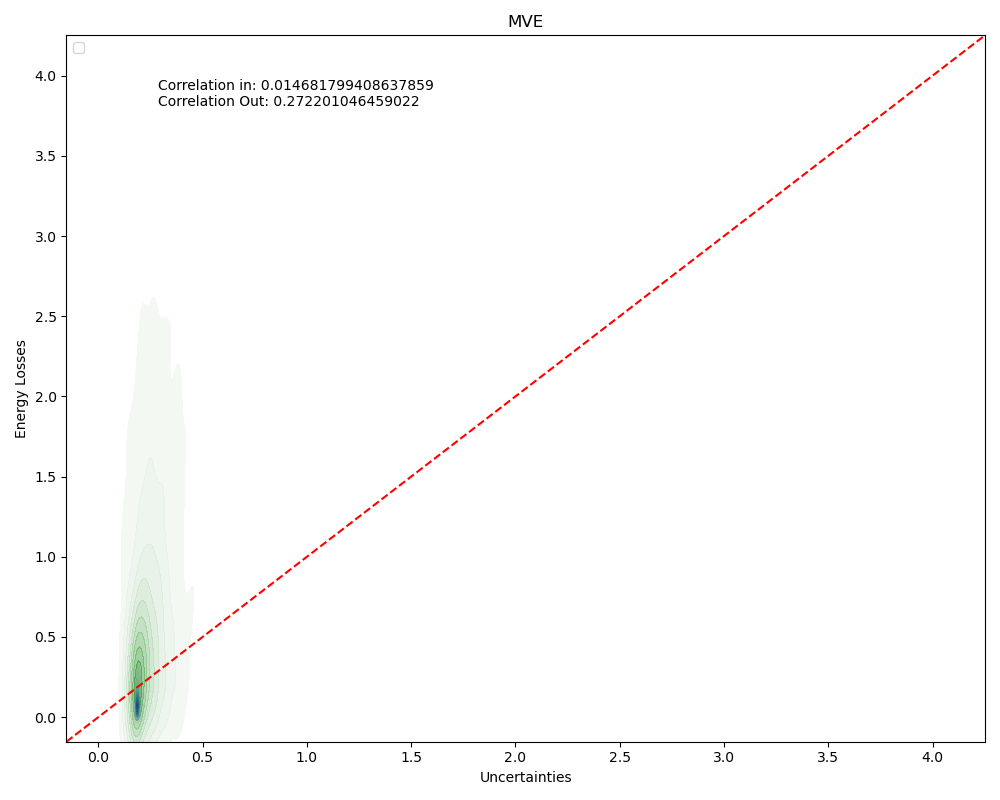 MVE
Correlation in: 0.014681799408637859
Correlation Out: 0.272201046459022
4.0
3.5
3.0
2.5
2.0
1.5
1.0
0.5
0.0
Energy Losses
0.0 0.5 1.0 1.5 2.0 2.5 3.0 3.5 4.0
Uncertainties